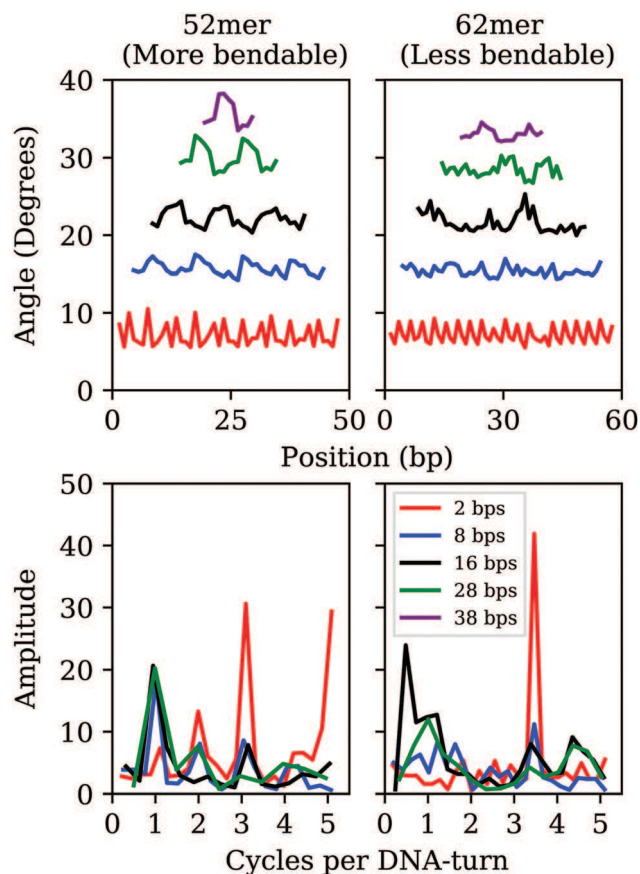 52mer
(More bendable)
62mer
(Less bendable)
Angle (Degrees)
40
30
20
10
0
0
25
50
0
30
60
Position (bp)
Amplitude
50
40
30
20
10
0
2 bps
8 bps
16 bps
28 bps
38 bps
0
1
2
3
4
5
0
1
2
3
4
5
Cycles per DNA-turn